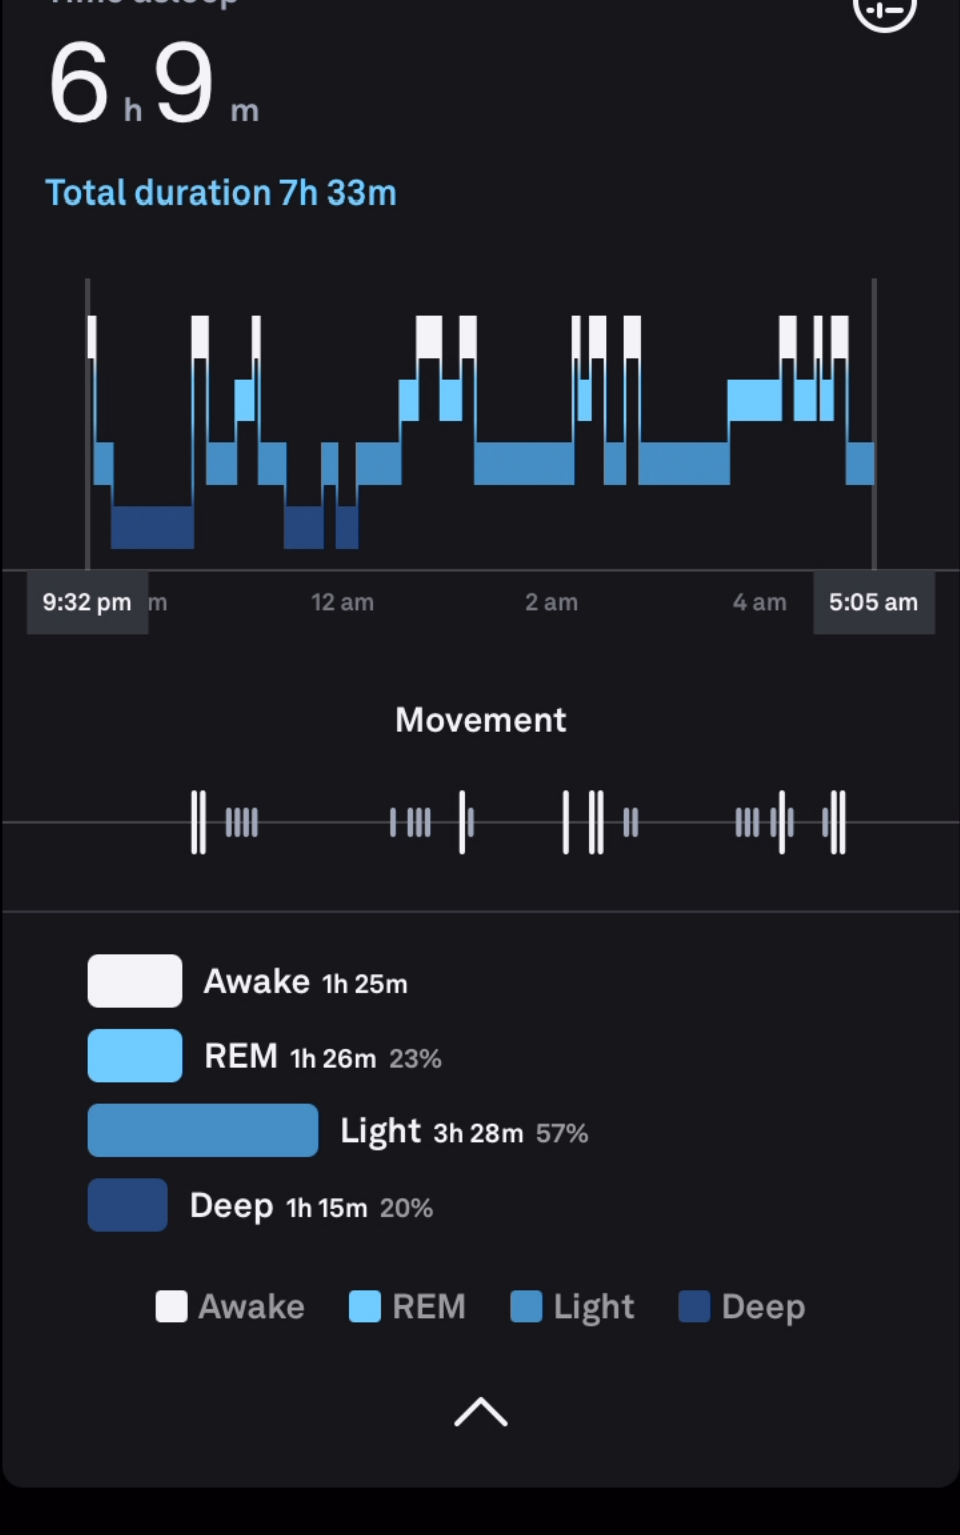 Time asleep
6 h 9 m
Total duration 7h 33m
9:32 pm m 12 am 2 am 4 am 5:05 am
Movement
Awake 1h 25m
REM 1h 26m 23%
Light 3h 28m 57%
Deep 1h 15m 20%
Awake REM Light Deep